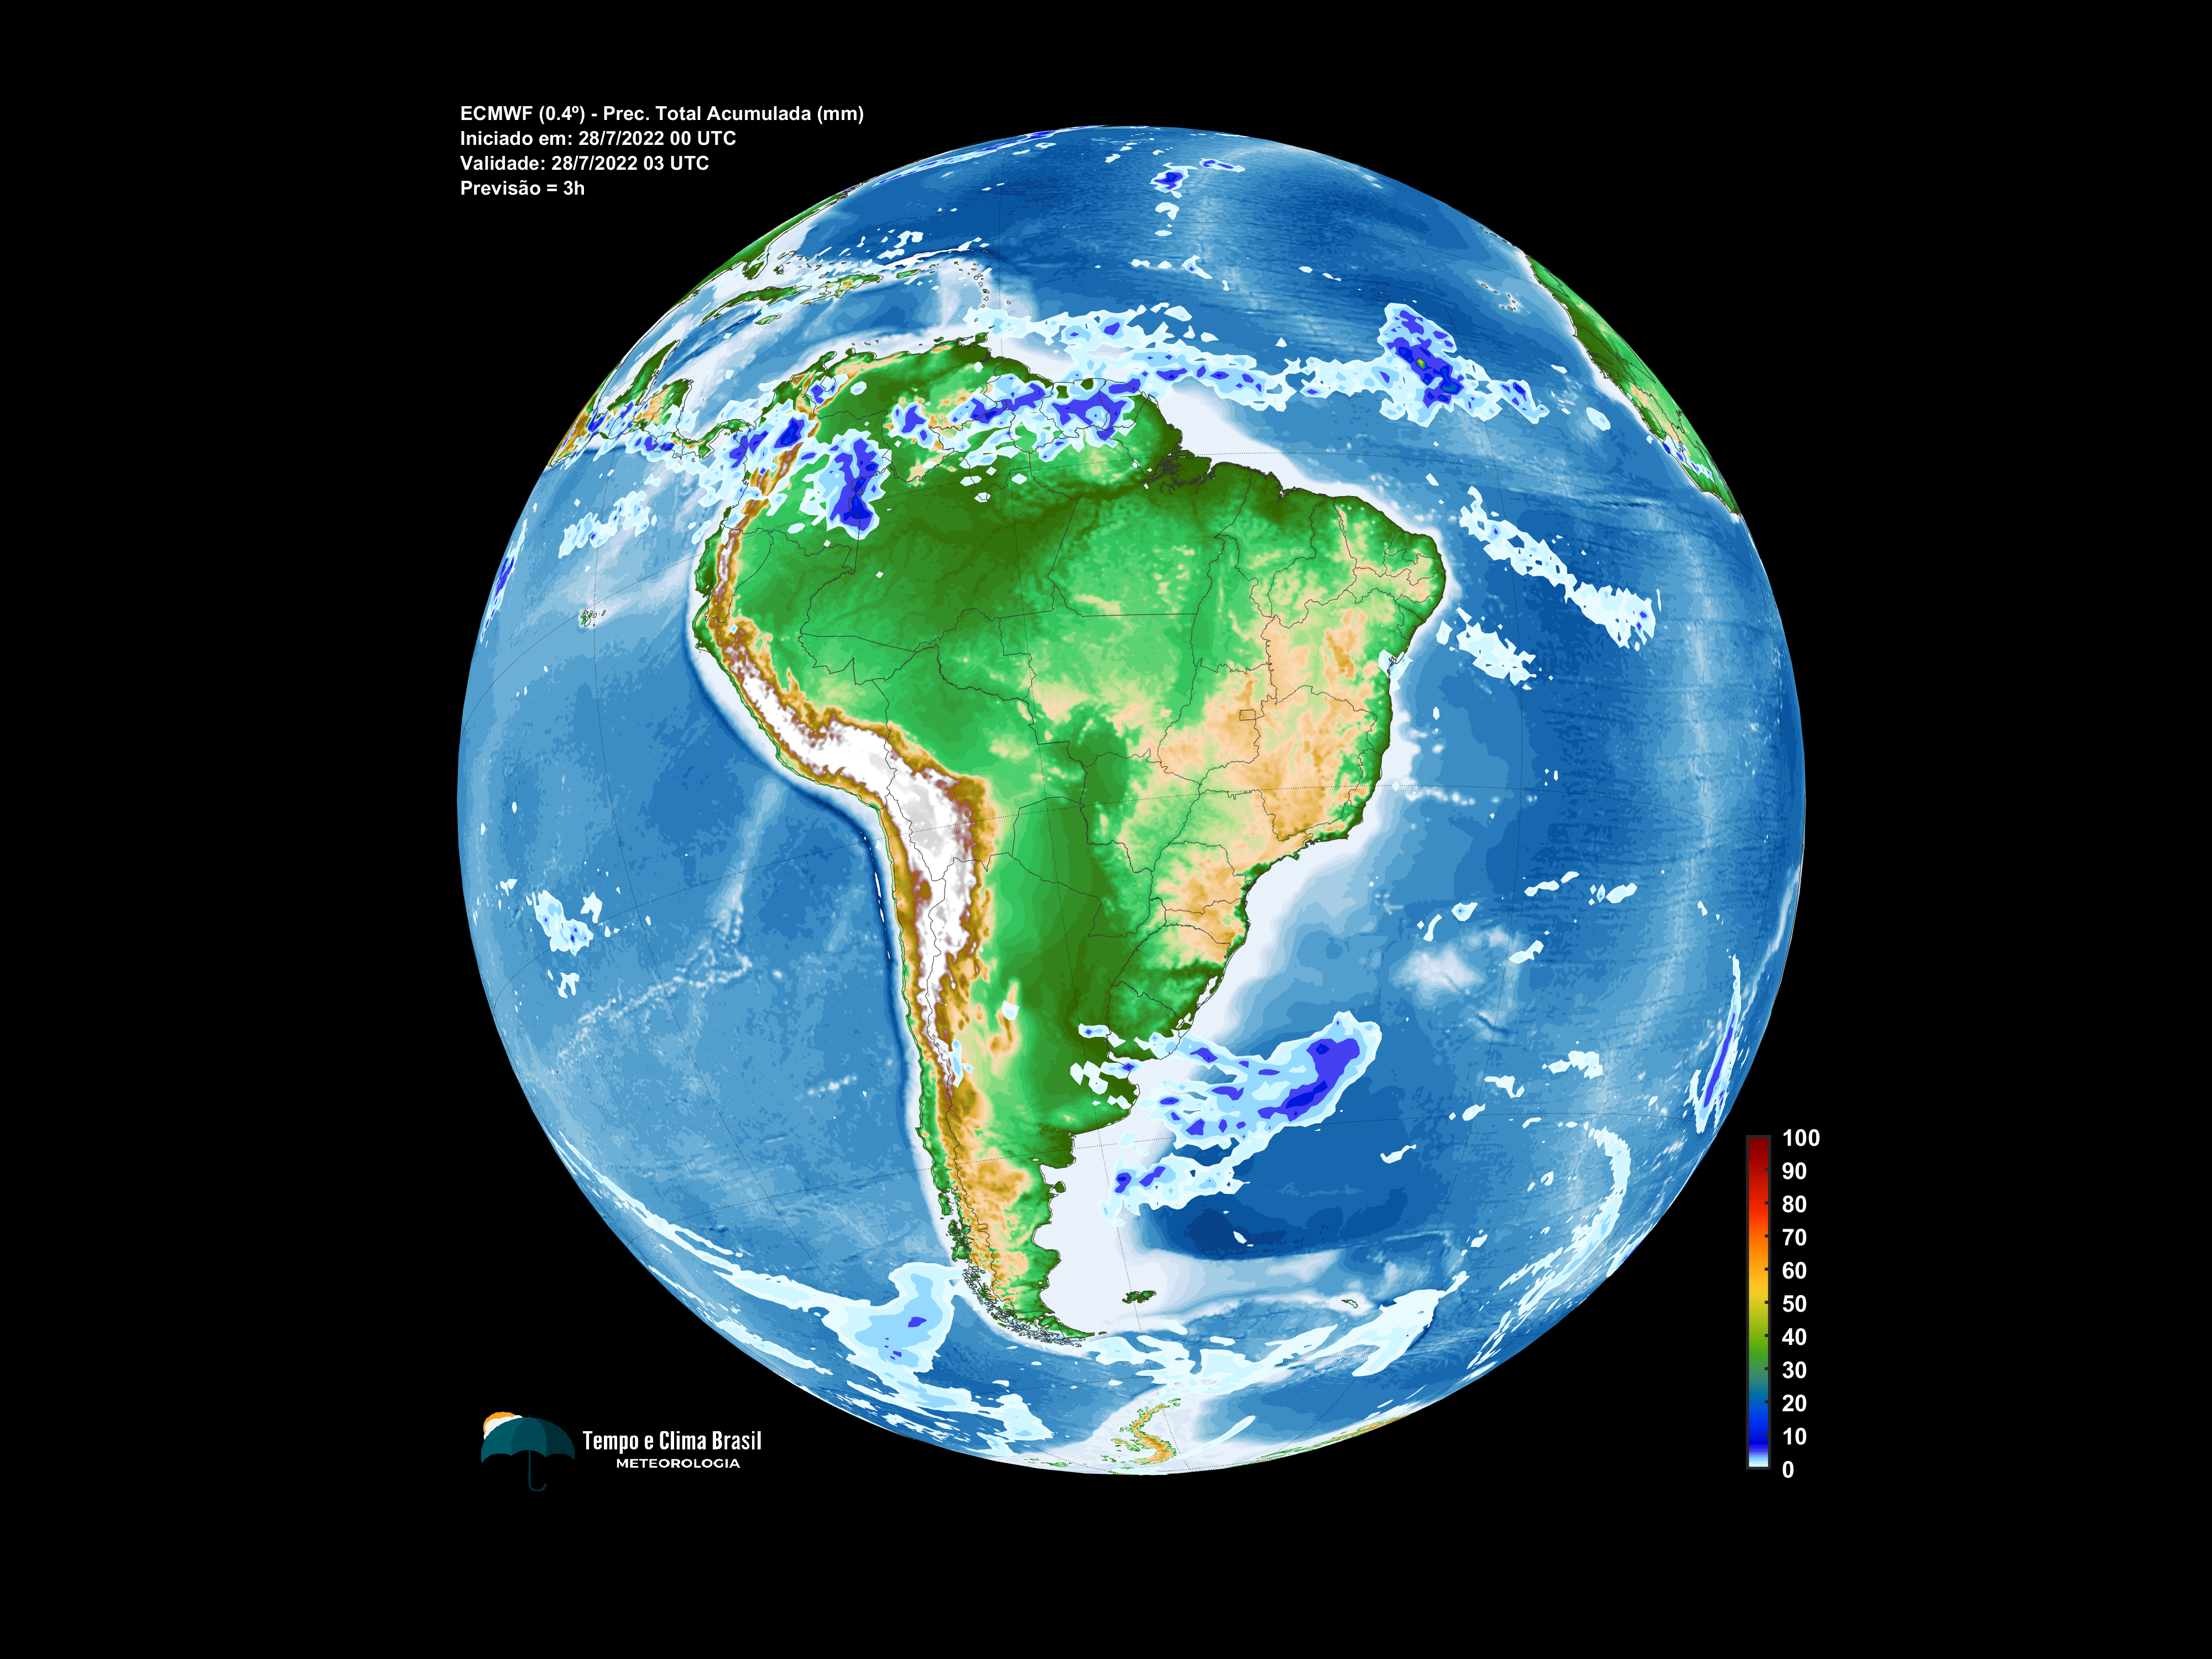 ECMWF (0.4º) - Prec. Total Acumulada (mm)
Iniciado em: 28/7/2022 00 UTC
Validade: 28/7/2022 03 UTC
Previsão = 3h
100
90
80
70
60
50
40
30
20
10
0
Tempo e Clima Brasil
METEOROLOGIA